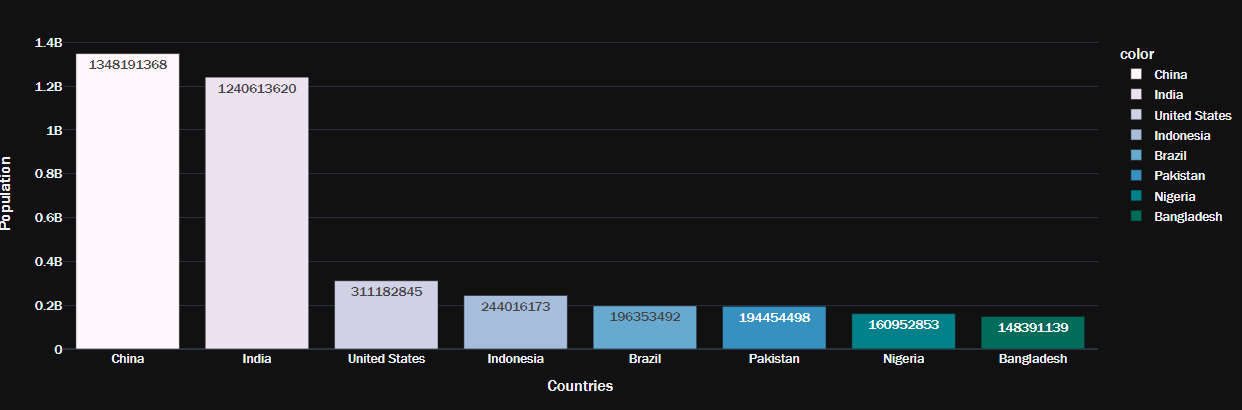 1.4B
1.2B
1B
0.8B
0.6B
0.4B
0.2B
0
Population
1348191368
1240613620
311182845
244016173
196353492
194454498
160952853
148391139
China
India
United States
Indonesia
Brazil
Pakistan
Nigeria
Bangladesh
Countries
color
China
India
United States
Indonesia
Brazil
Pakistan
Nigeria
Bangladesh